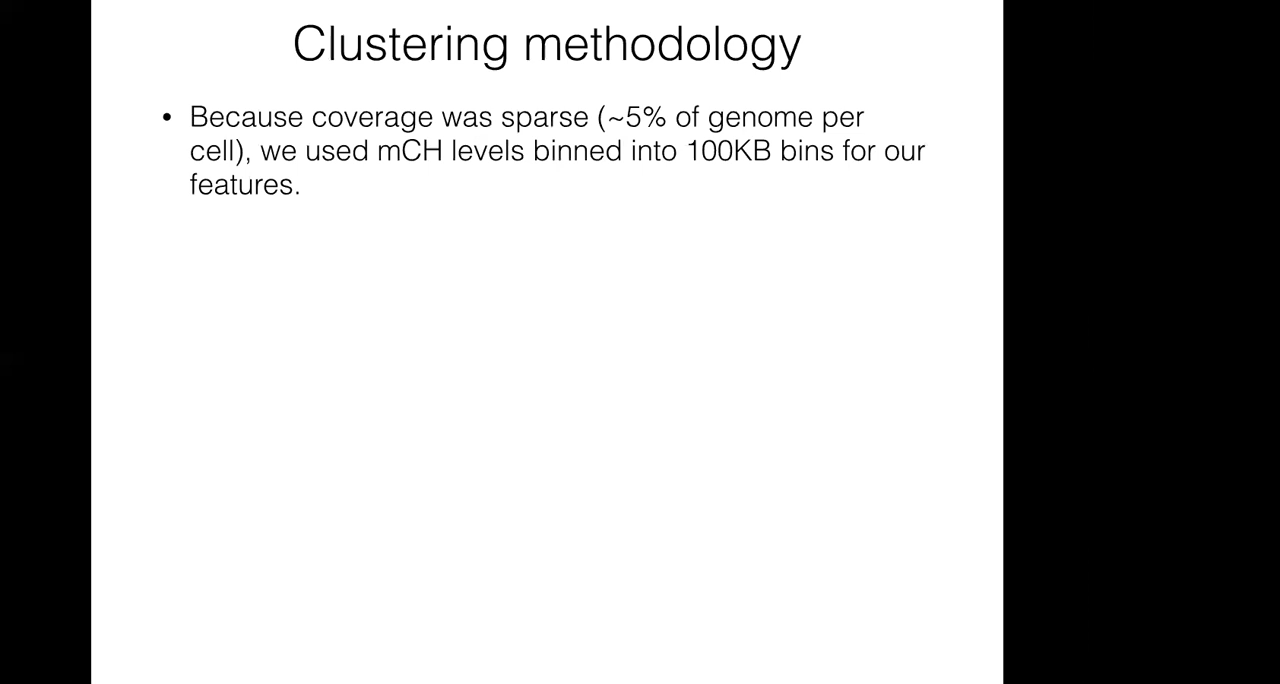 Clustering methodology
• Because coverage was sparse (~5% of genome per
cell), we used mCH levels binned into 100KB bins for our
features.